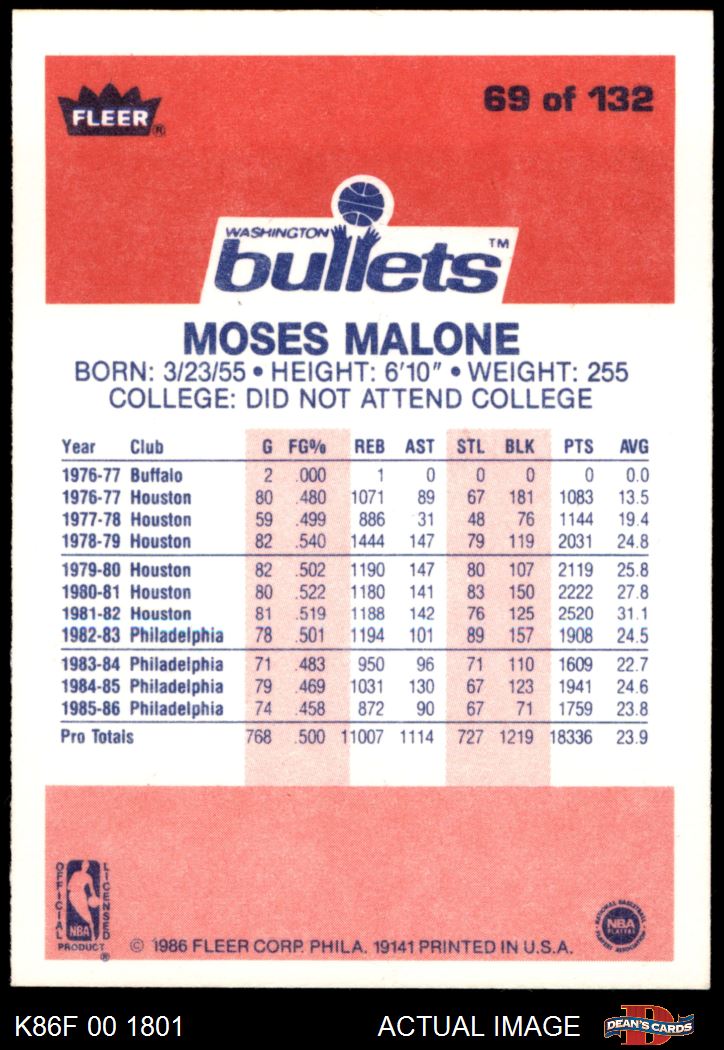 FLEER ®
69 of 132
WASHINGTON
bullets™
MOSES MALONE
BORN: 3/23/55 • HEIGHT: 6'10" • WEIGHT: 255
COLLEGE: DID NOT ATTEND COLLEGE
Year Club G FG% REB AST STL BLK PTS AVG
1976-77 Buffalo 2 .000 1 0 0 0 0 0.0
1976-77 Houston 80 .480 1071 89 67 181 1083 13.5
1977-78 Houston 59 .499 886 31 48 76 1144 19.4
1978-79 Houston 82 .540 1444 147 79 119 2031 24.8
1979-80 Houston 82 .502 1190 147 80 107 2119 25.8
1980-81 Houston 80 .522 1180 141 83 150 2222 27.8
1981-82 Houston 81 .519 1188 142 76 125 2520 31.1
1982-83 Philadelphia 78 .501 1194 101 89 157 1908 24.5
1983-84 Philadelphia 71 .483 950 96 71 110 1609 22.7
1984-85 Philadelphia 79 .469 1031 130 67 123 1941 24.6
1985-86 Philadelphia 74 .458 872 90 67 71 1759 23.8
Pro Totals 768 .500 11007 1114 727 1219 18336 23.9
OFFICIAL LICENSED
NBA
PRODUCT ®
© 1986 FLEER CORP. PHILA. 19141 PRINTED IN U.S.A.
NATIONAL BASKETBALL
NBA
PLAYERS
ASSOCIATION
K86F 00 1801
ACTUAL IMAGE
D
DEAN'S CARDS